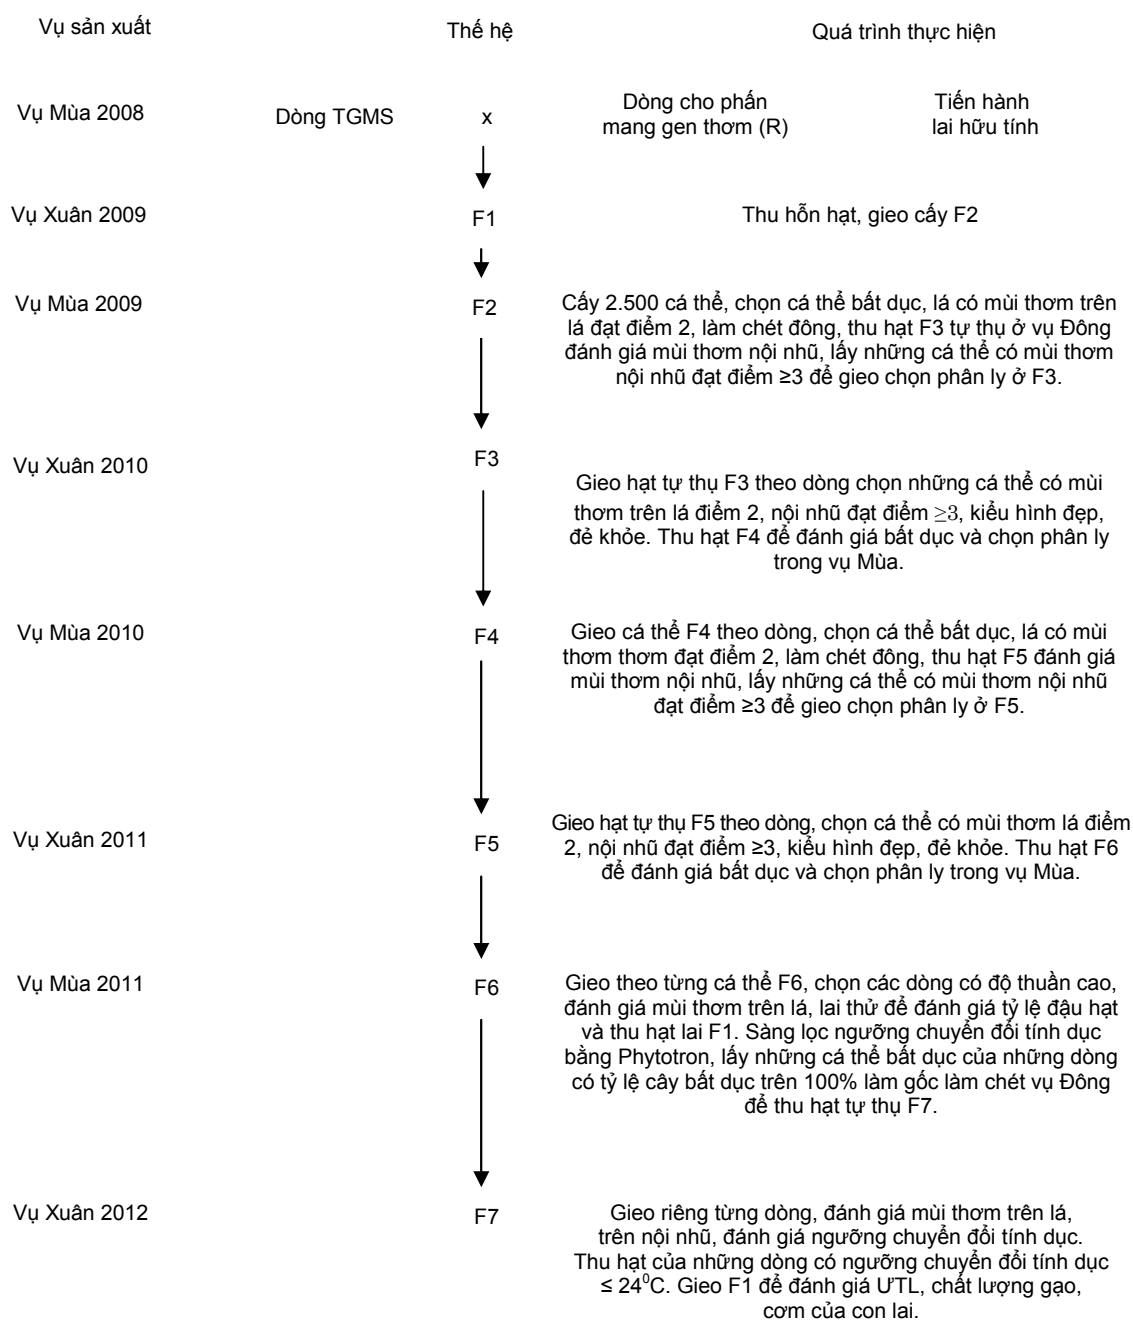 Vụ sản xuất Thế hệ Quá trình thực hiện
Vụ Mùa 2008 Dòng TGMS x Dòng cho phấn mang gen thơm (R) Tiến hành lai hữu tính
Vụ Xuân 2009 F1 Thu hỗn hạt, gieo cấy F2
Vụ Mùa 2009 F2 Cấy 2.500 cá thể, chọn cá thể bất dục, lá có mùi thơm trên
lá đạt điểm 2, làm chét đông, thu hạt F3 tự thụ ở vụ Đông
đánh giá mùi thơm nội nhũ, lấy những cá thể có mùi thơm
nội nhũ đạt điểm ≥3 để gieo chọn phân ly ở F3.
Vụ Xuân 2010 F3
Gieo hạt tự thụ F3 theo dòng chọn những cá thể có mùi
thơm trên lá điểm 2, nội nhũ đạt điểm ≥3, kiểu hình đẹp,
đẻ khỏe. Thu hạt F4 để đánh giá bất dục và chọn phân ly
trong vụ Mùa.
Vụ Mùa 2010 F4 Gieo cá thể F4 theo dòng, chọn cá thể bất dục, lá có mùi
thơm thơm đạt điểm 2, làm chét đông, thu hạt F5 đánh giá
mùi thơm nội nhũ, lấy những cá thể có mùi thơm nội nhũ
đạt điểm ≥3 để gieo chọn phân ly ở F5.
Vụ Xuân 2011 F5 Gieo hạt tự thụ F5 theo dòng, chọn cá thể có mùi thơm lá điểm
2, nội nhũ đạt điểm ≥3, kiểu hình đẹp, đẻ khỏe. Thu hạt F6
để đánh giá bất dục và chọn phân ly trong vụ Mùa.
Vụ Mùa 2011 F6 Gieo theo từng cá thể F6, chọn các dòng có độ thuần cao,
đánh giá mùi thơm trên lá, lai thử để đánh giá tỷ lệ đậu hạt
và thu hạt lai F1. Sàng lọc ngưỡng chuyển đổi tính dục
bằng Phytotron, lấy những cá thể bất dục của những dòng
có tỷ lệ cây bất dục trên 100% làm gốc làm chét vụ Đông
để thu hạt tự thụ F7.
Vụ Xuân 2012 F7 Gieo riêng từng dòng, đánh giá mùi thơm trên lá,
trên nội nhũ, đánh giá ngưỡng chuyển đổi tính dục.
Thu hạt của những dòng có ngưỡng chuyển đổi tính dục
≤ 24⁰C. Gieo F1 để đánh giá ƯTL, chất lượng gạo,
cơm của con lai.